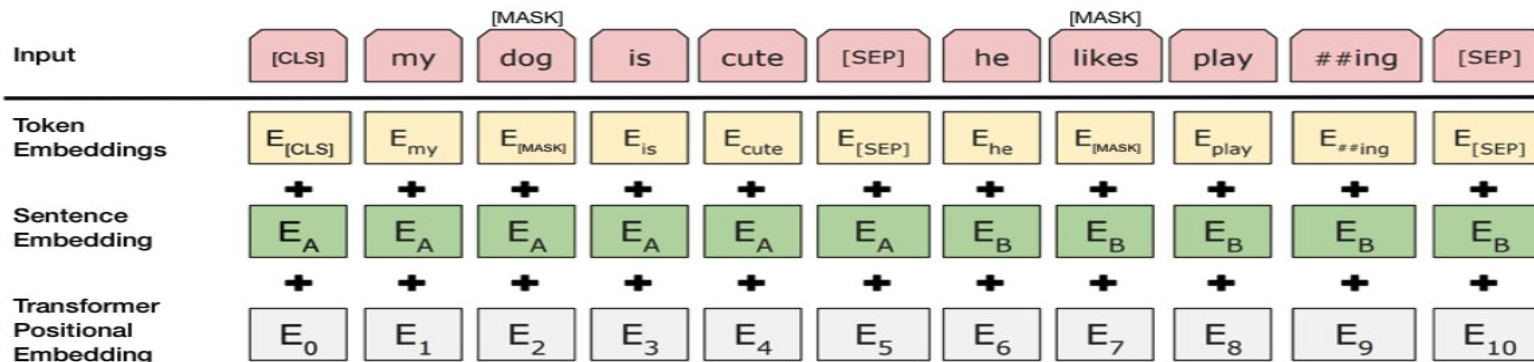 [MASK] [MASK]
Input [CLS] my dog is cute [SEP] he likes play ##ing [SEP]
Token
Embeddings E[CLS] Emy E[MASK] Eis Ecute E[SEP] Ehe E[MASK] Eplay E##ing E[SEP]
+ + + + + + + + + + +
Sentence
Embedding EA EA EA EA EA EA EB EB EB EB EB
+ + + + + + + + + + +
Transformer
Positional
Embedding E0 E1 E2 E3 E4 E5 E6 E7 E8 E9 E10